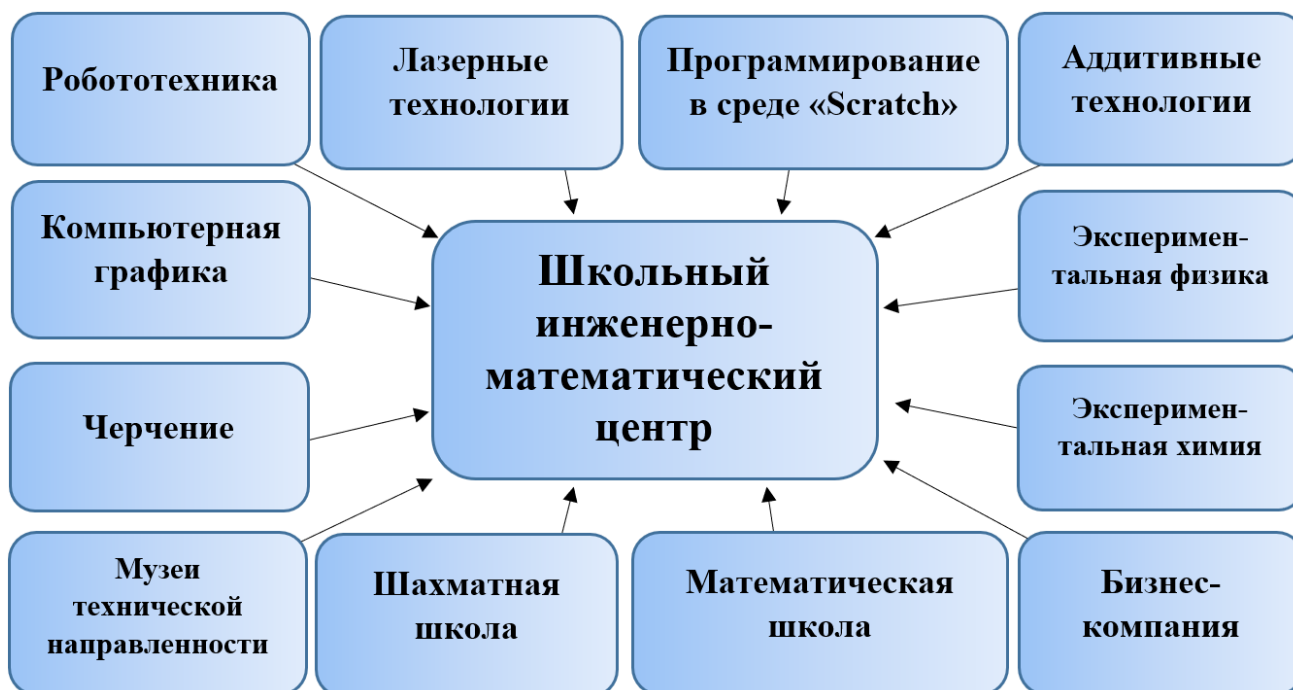 Робототехника
Лазерные
технологии
Программирование
в среде «Scratch»
Аддитивные
технологии
Компьютерная
графика
Школьный
инженерно-
математический
центр
Эксперимен-
тальная физика
Черчение
Эксперимен-
тальная химия
Музеи
технической
направленности
Шахматная
школа
Математическая
школа
Бизнес-
компания